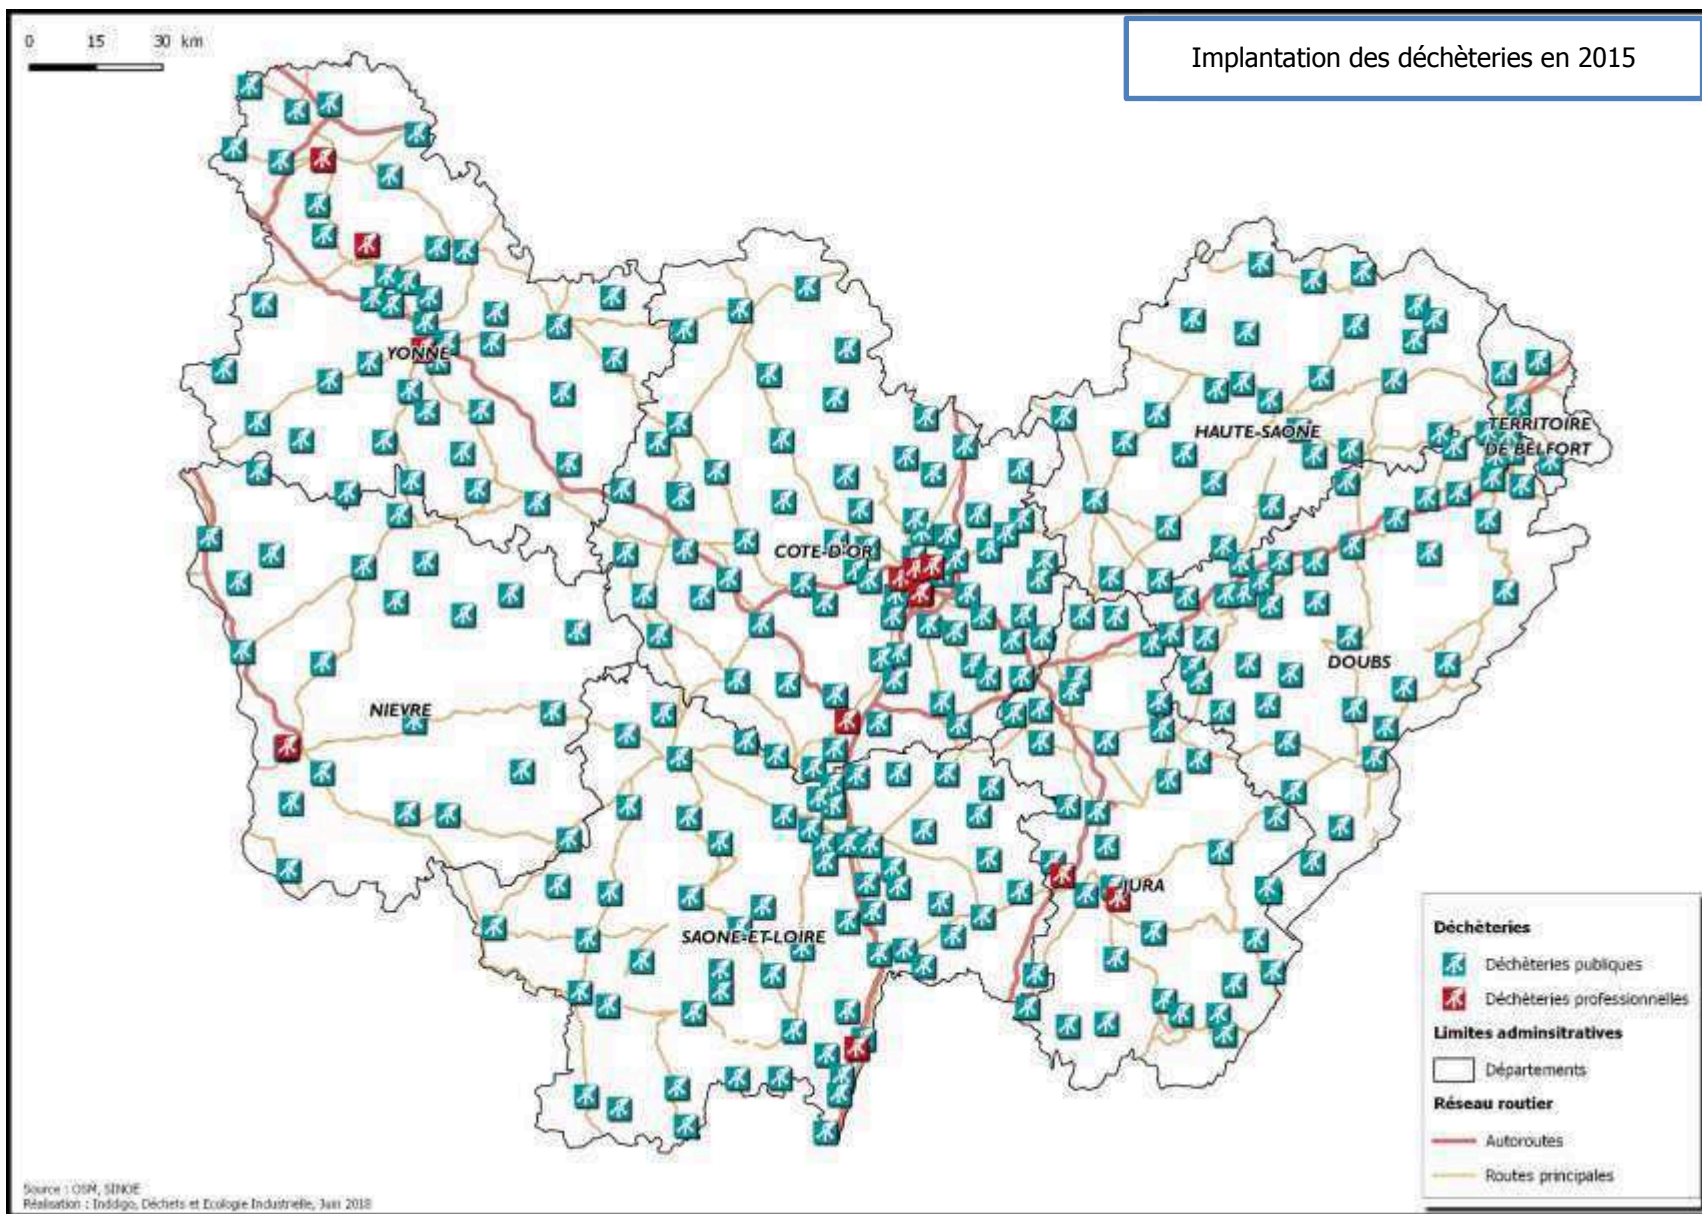 0 15 30 km
Implantation des déchèteries en 2015
YONNE
HAUTE-SAONE
TERRITOIRE
DE BELFORT
COTE-D'OR
DOUBS
NIEVRE
JURA
SAONE-ET-LOIRE
Déchèteries
Déchèteries publiques
Déchèteries professionnelles
Limites adminsitratives
Départements
Réseau routier
Autoroutes
Routes principales
Source : OSM, SINOE
Réalisation : Inddigo, Déchets et Ecologie Industrielle, Juin 2018